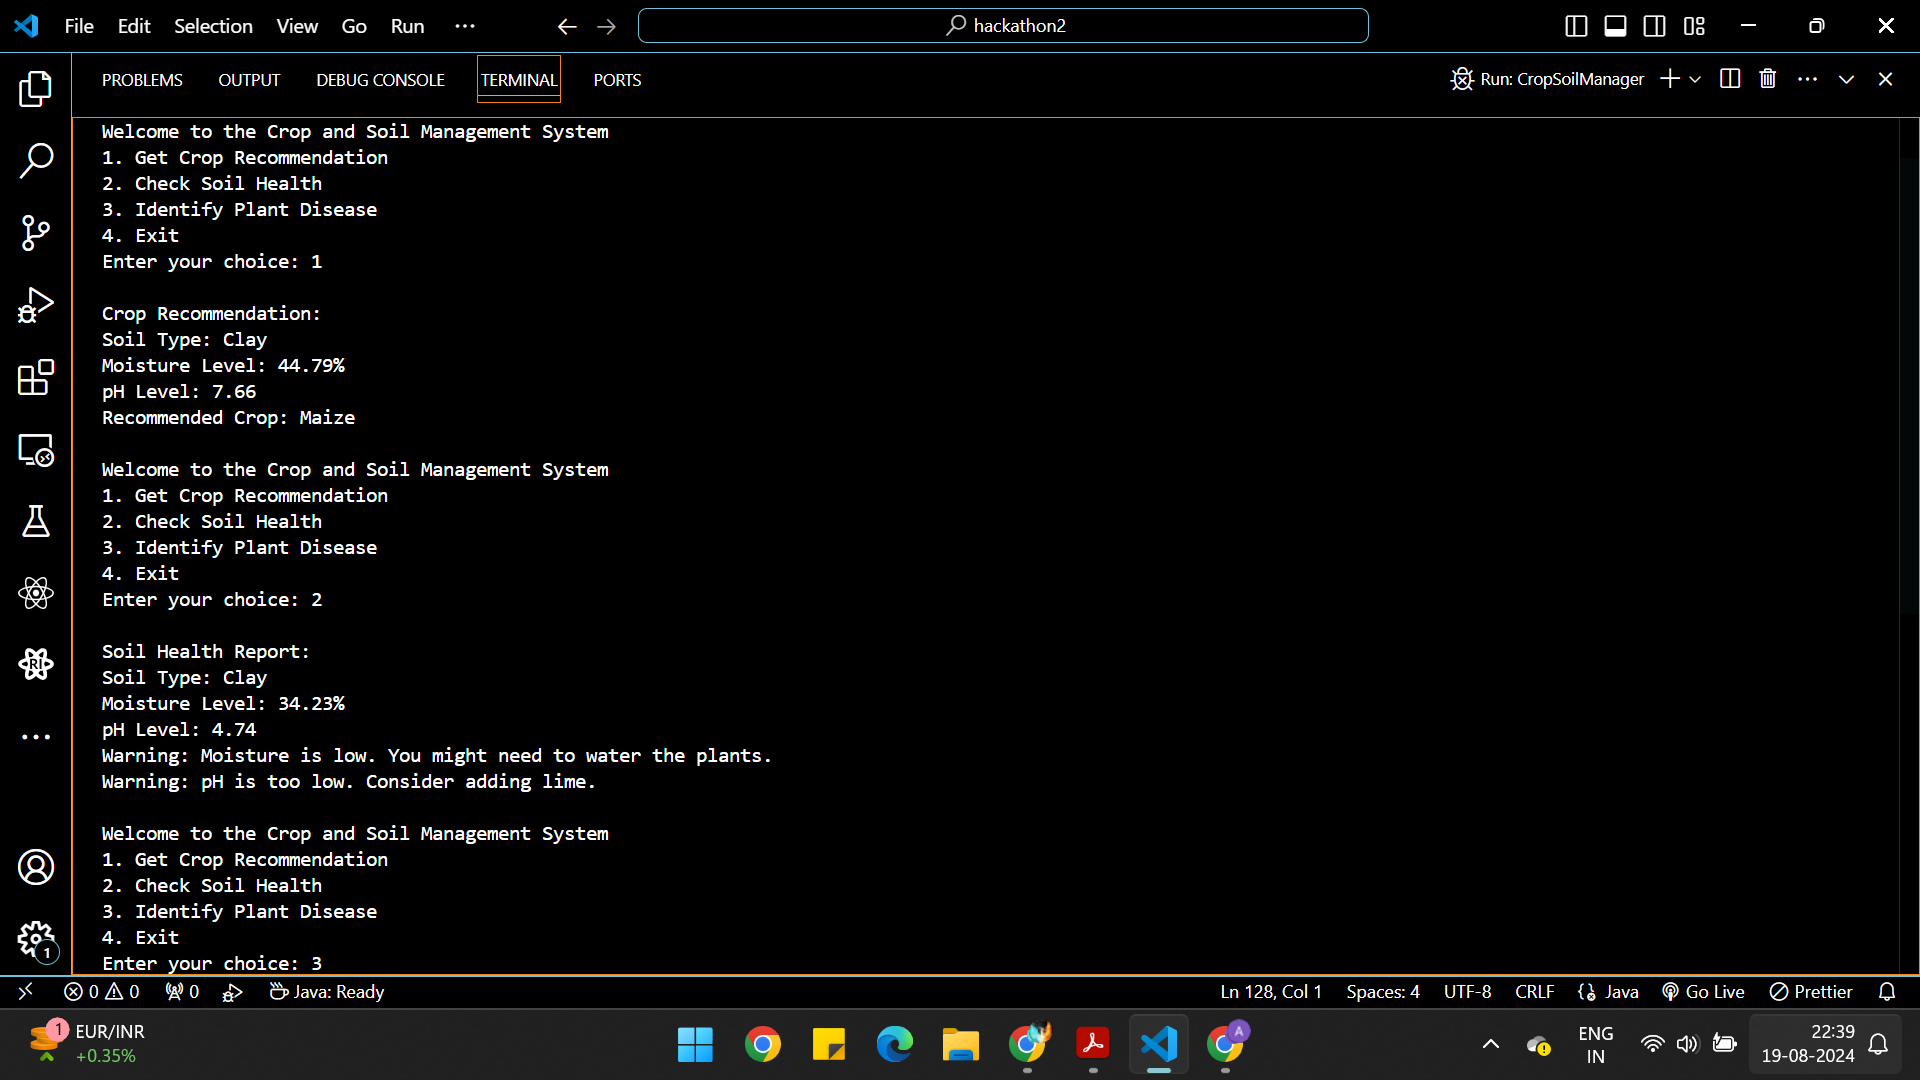 File Edit Selection View Go Run ··· hackathon2
PROBLEMS OUTPUT DEBUG CONSOLE TERMINAL PORTS Run: CropSoilManager
Welcome to the Crop and Soil Management System
1. Get Crop Recommendation
2. Check Soil Health
3. Identify Plant Disease
4. Exit
Enter your choice: 1
Crop Recommendation:
Soil Type: Clay
Moisture Level: 44.79%
pH Level: 7.66
Recommended Crop: Maize
Welcome to the Crop and Soil Management System
1. Get Crop Recommendation
2. Check Soil Health
3. Identify Plant Disease
4. Exit
Enter your choice: 2
Soil Health Report:
Soil Type: Clay
Moisture Level: 34.23%
pH Level: 4.74
Warning: Moisture is low. You might need to water the plants.
Warning: pH is too low. Consider adding lime.
Welcome to the Crop and Soil Management System
1. Get Crop Recommendation
2. Check Soil Health
3. Identify Plant Disease
4. Exit
Enter your choice: 3
RI
1
0 0 0 Java: Ready Ln 128, Col 1 Spaces: 4 UTF-8 CRLF Java Go Live Prettier
1 EUR/INR
+0.35%
A
ENG
IN
22:39
19-08-2024